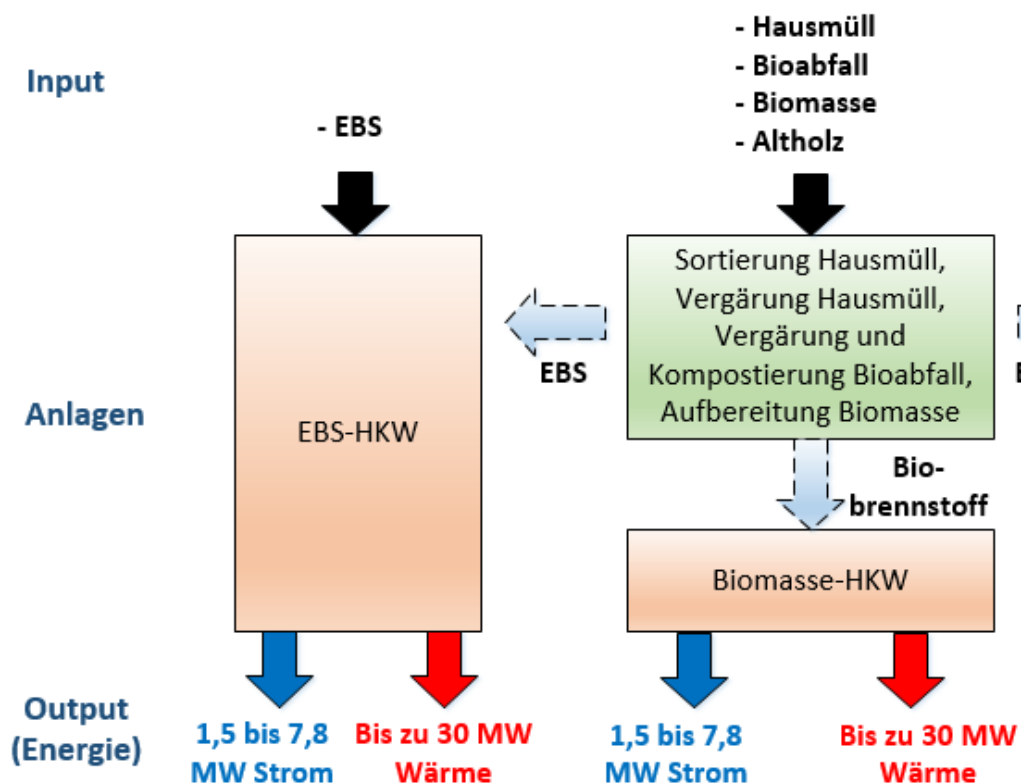 Input
- EBS
- Hausmüll
- Bioabfall
- Biomasse
- Altholz
Anlagen
EBS-HKW
EBS
Sortierung Hausmüll,
Vergärung Hausmüll,
Vergärung und
Kompostierung Bioabfall,
Aufbereitung Biomasse
Bio-
brennstoff
Biomasse-HKW
Output
(Energie)
1,5 bis 7,8
MW Strom
Bis zu 30 MW
Wärme
1,5 bis 7,8
MW Strom
Bis zu 30 MW
Wärme